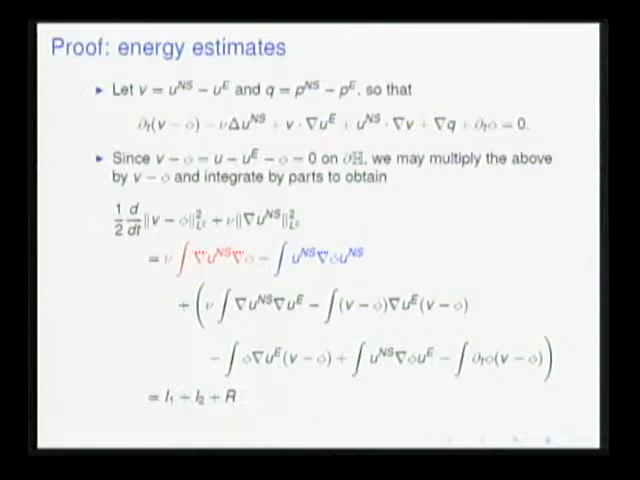 Proof: energy estimates
▸ Let v = u^{NS} − u^E and q = p^{NS} − p^E, so that
∂_t(v − ϕ) − νΔu^{NS} + v · ∇u^E + u^{NS} · ∇v + ∇q + ∂_tϕ = 0.
▸ Since v − ϕ = u − u^E − ϕ = 0 on ∂ℍ, we may multiply the above
by v − ϕ and integrate by parts to obtain
\frac{1}{2} \frac{d}{dt} ‖v − ϕ‖²_{L²} + ν‖∇u^{NS}‖²_{L²}
= ν ∫ ∇u^{NS}∇ϕ − ∫ u^{NS}∇ϕu^{NS}
+ ( ν ∫ ∇u^{NS}∇u^E − ∫ (v − ϕ)∇u^E(v − ϕ)
− ∫ ϕ∇u^E(v − ϕ) + ∫ u^{NS}∇ϕu^E − ∫ ∂_tϕ(v − ϕ) )
= I₁ + I₂ + R